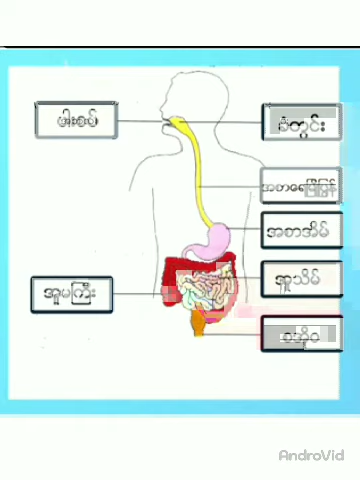 ပါးစပ်
ခံတွင်း
အစာရေမြိုပြွန်
အစာအိမ်
အူသိမ်
အူမကြီး
စအို
AndroVid